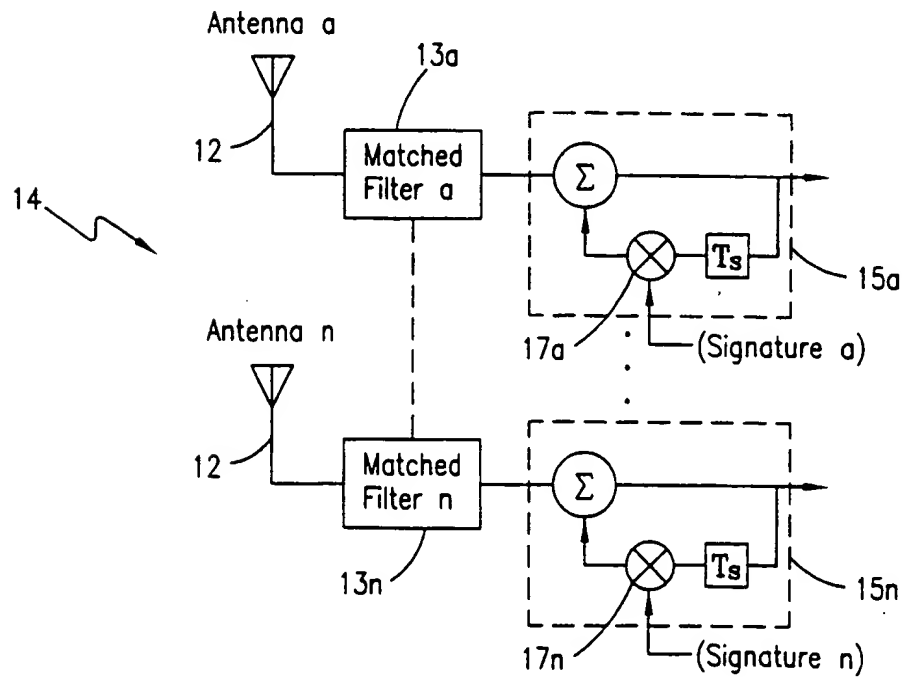 Antenna a
13a
12
Matched
Filter a
Σ
14
Ts
15a
17a
(Signature a)
Antenna n
12
Matched
Filter n
Σ
13n
Ts
15n
17n
(Signature n)